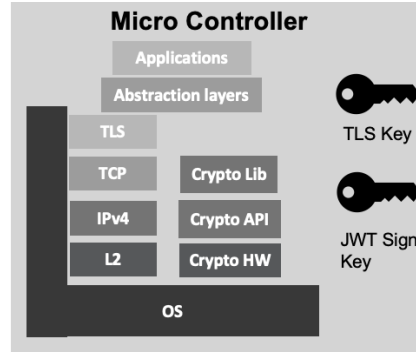 Micro Controller
Applications
Abstraction layers
TLS
TCP
Crypto Lib
IPv4
Crypto API
L2
Crypto HW
OS
TLS Key
JWT Sign
Key